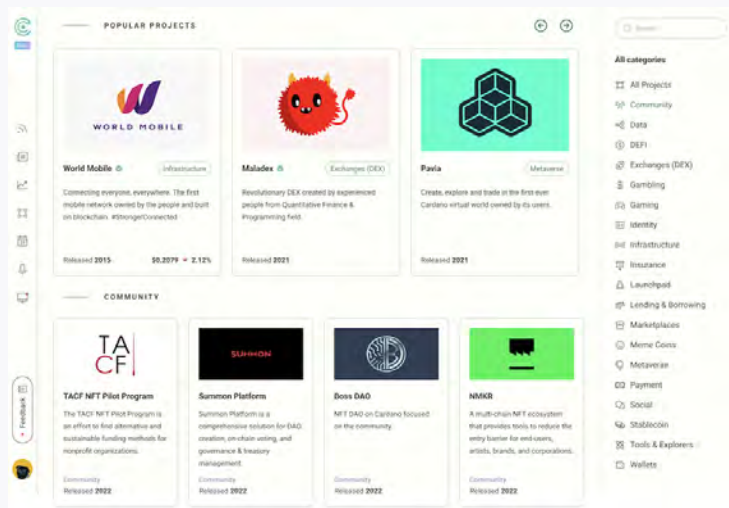 POPULAR PROJECTS
WORLD MOBILE
World Mobile
Infrastructure
Connecting everyone, everywhere. The first
mobile network owned by the people and built
on blockchain. #StrongerConnected
Released 2015
$0.2079 2.12%
Maladex
Exchanges (DEX)
Revolutionary DEX created by experienced
people from Quantitative Finance &
Programming field.
Released 2021
Pavia
Metaverse
Create, explore and trade in the first ever
Cardano virtual world owned by its users.
Released 2021
COMMUNITY
TA
CF
TACF NFT Pilot Program
The TACF NFT Pilot Program is
an effort to find alternative and
sustainable funding methods for
nonprofit organizations.
Community
Released 2022
SUMMON
Summon Platform
Summon Platform is a
comprehensive solution for DAO
creation, on-chain voting, and
governance & treasury
management.
Community
Released 2022
Boss DAO
NFT DAO on Cardano focused
on the community.
Community
Released 2022
NMKR
A multi-chain NFT ecosystem
that provides tools to reduce the
entry barrier for end-users,
artists, brands, and corporations.
Community
Released 2022
Search
All categories
All Projects
Community
Data
DEFI
Exchanges (DEX)
Gambling
Gaming
Identity
Infrastructure
Insurance
Launchpad
Lending & Borrowing
Marketplaces
Meme Coins
Metaverse
Payment
Social
Stablecoin
Tools & Explorers
Wallets
Feedback